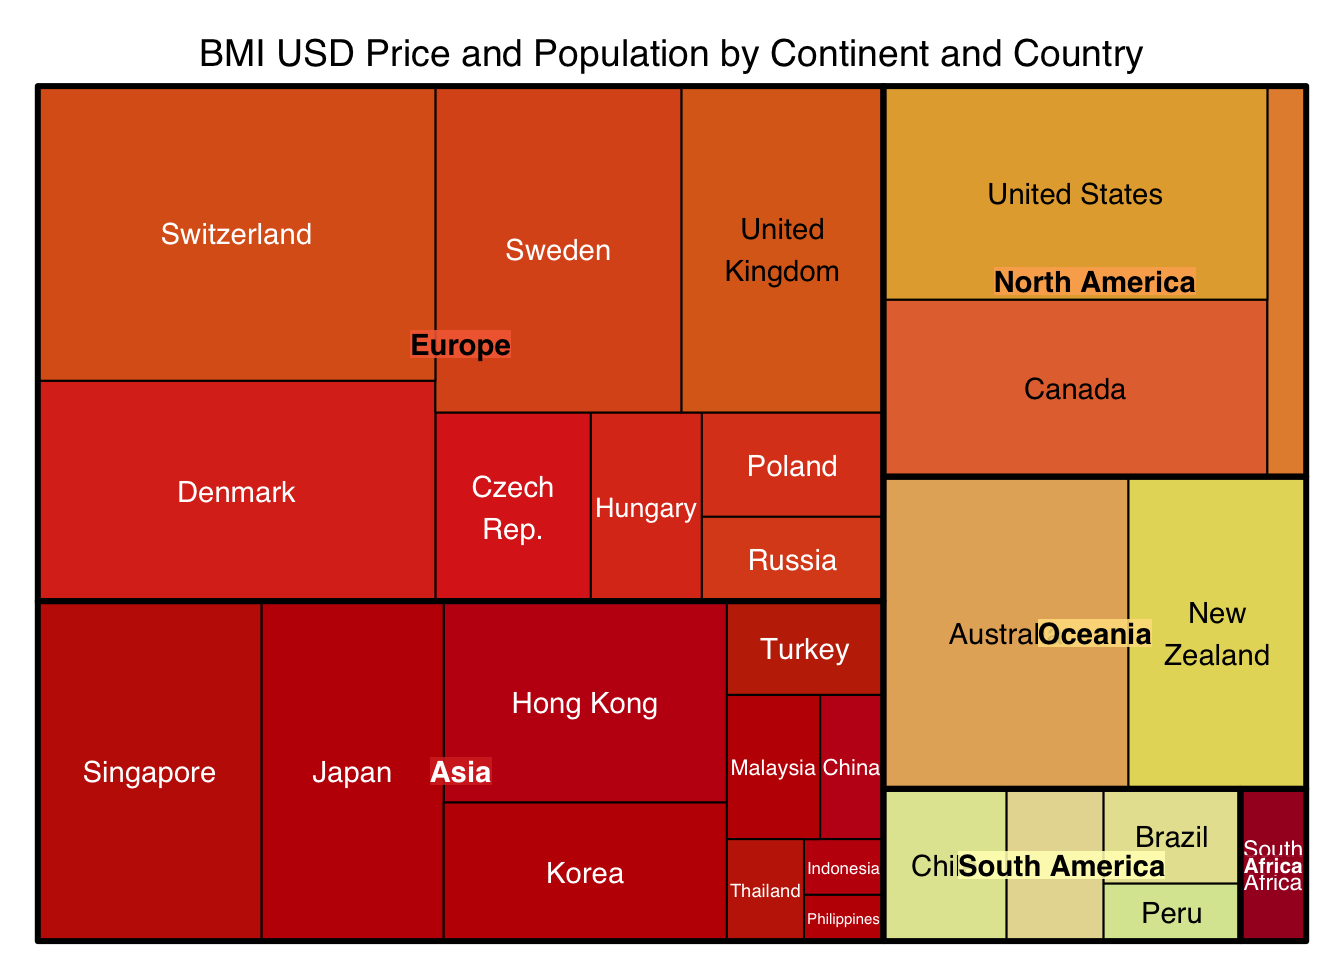 BMI USD Price and Population by Continent and Country
Switzerland
Sweden
United
Kingdom
Europe
Denmark
Czech
Rep.
Hungary
Poland
Russia
United States
North America
Canada
Singapore
Japan
Asia
Hong Kong
Korea
Turkey
Malaysia
China
Thailand
Indonesia
Philippines
Austral
Oceania
New
Zealand
Chil
South America
Brazil
Peru
South
Africa
Africa